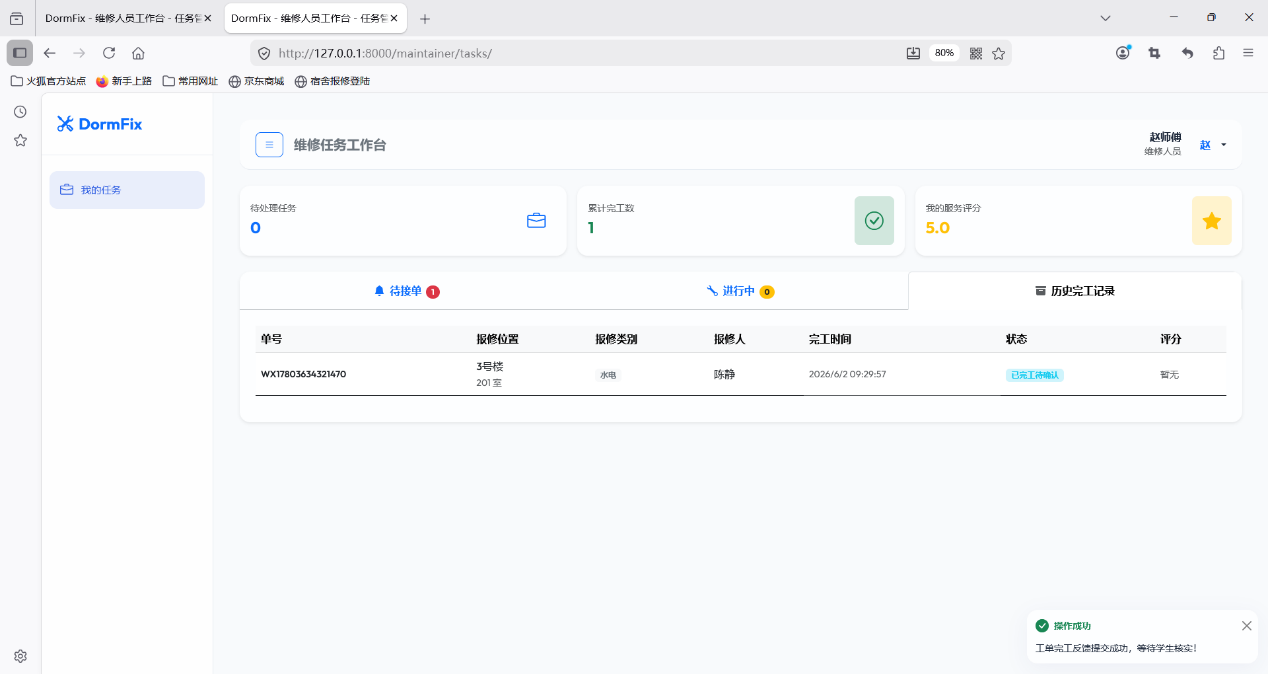 DormFix - 维修人员工作台 - 任务管
DormFix - 维修人员工作台 - 任务管
http://127.0.0.1:8000/maintainer/tasks/
80%
火狐官方站点
新手上路
常用网址
京东商城
宿舍报修登陆
DormFix
我的任务
维修任务工作台
赵师傅
维修人员
赵
待处理任务
0
累计完工数
1
我的服务评分
5.0
待接单 1
进行中 0
历史完工记录
单号 报修位置 报修类别 报修人 完工时间 状态 评分
WX17803634321470 3号楼 201 室 水电 陈静 2026/6/2 09:29:57 已完工待确认 暂无
操作成功
工单完工反馈提交成功，等待学生核实！